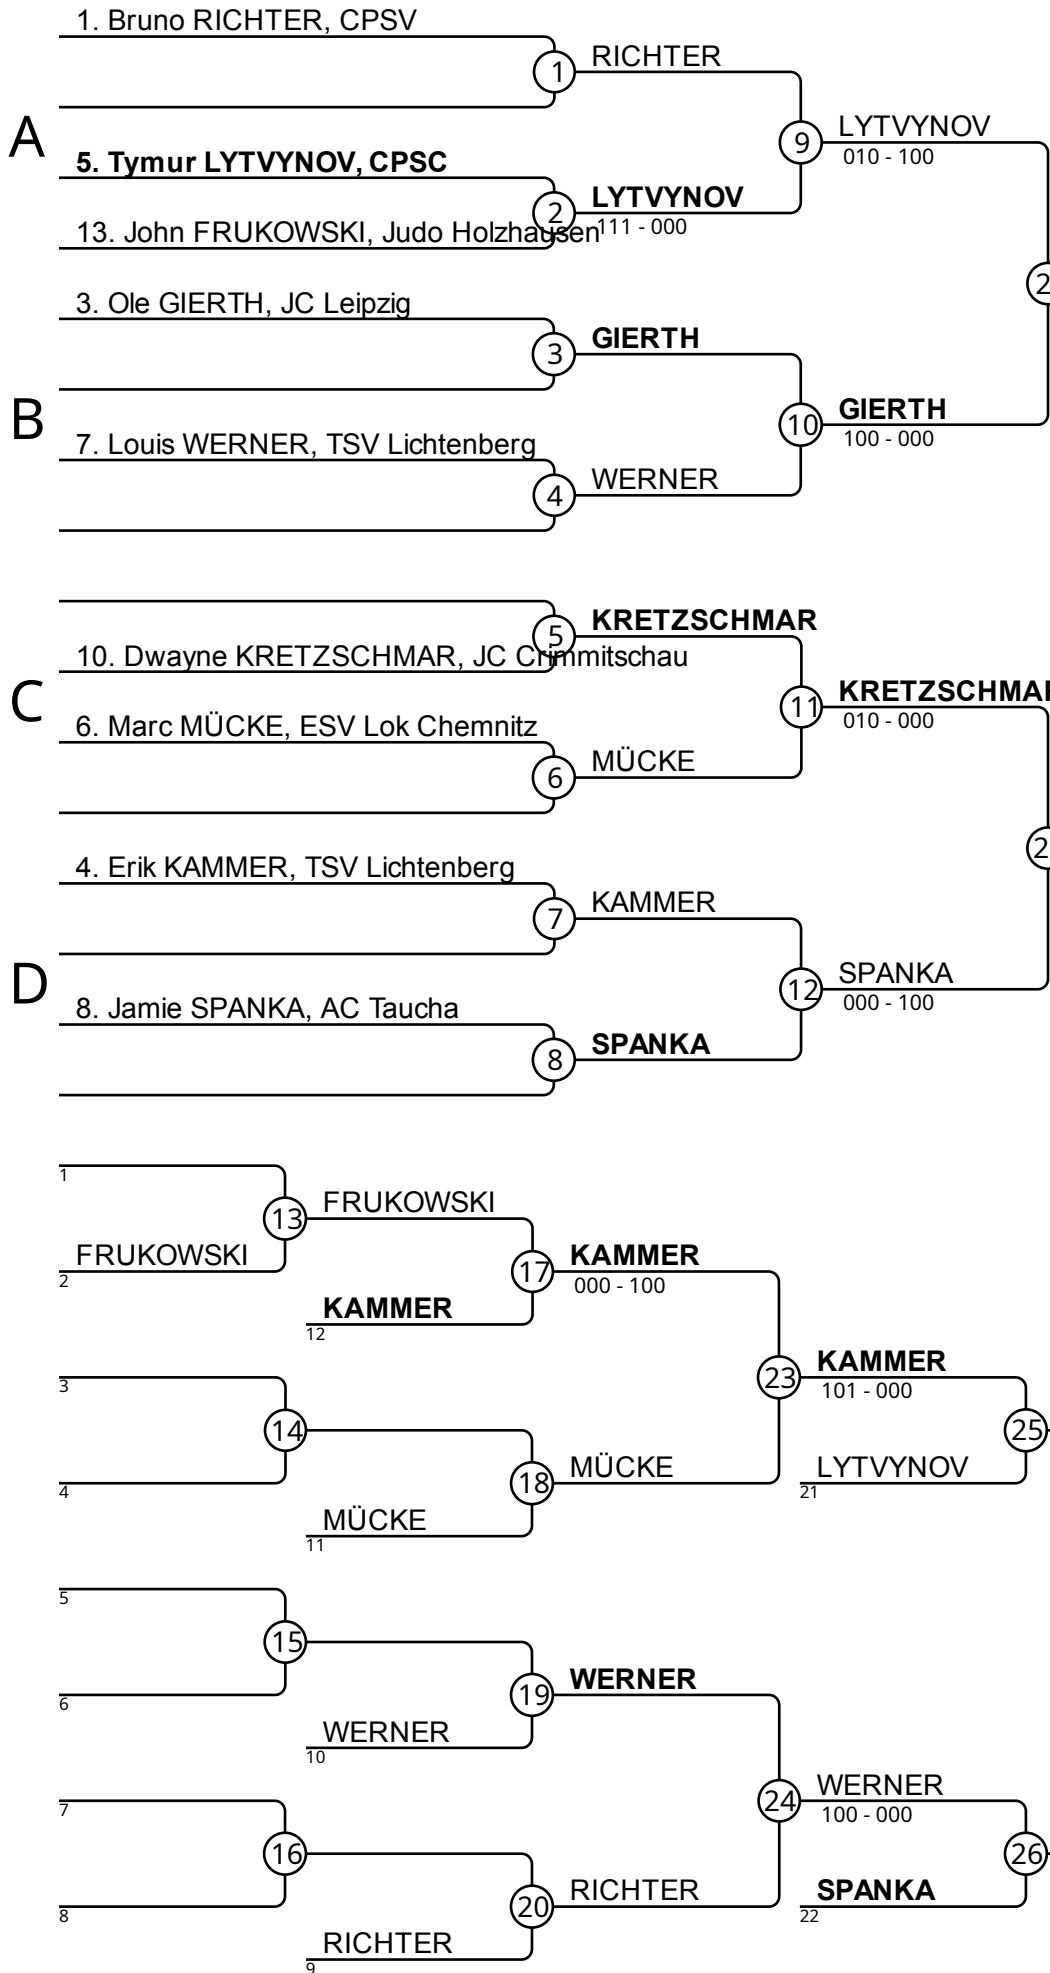 1. Bruno RICHTER, CPSV
1
RICHTER
A
9
LYTVYNOV
010 - 100
5. Tymur LYTVYNOV, CPSC
2
LYTVYNOV
111 - 000
13. John FRUKOWSKI, Judo Holzhausen
2
3. Ole GIERTH, JC Leipzig
3
GIERTH
B
10
GIERTH
100 - 000
7. Louis WERNER, TSV Lichtenberg
4
WERNER
5
KRETZSCHMAR
10. Dwayne KRETZSCHMAR, JC Crimmitschau
C
11
KRETZSCHMAR
010 - 000
6. Marc MÜCKE, ESV Lok Chemnitz
6
MÜCKE
2
4. Erik KAMMER, TSV Lichtenberg
7
KAMMER
D
12
SPANKA
000 - 100
8. Jamie SPANKA, AC Taucha
8
SPANKA
1
13
FRUKOWSKI
FRUKOWSKI
2
17
KAMMER
000 - 100
KAMMER
12
3
23
KAMMER
101 - 000
14
25
4
18
MÜCKE
LYTVYNOV
21
MÜCKE
11
5
15
6
19
WERNER
WERNER
10
7
24
WERNER
100 - 000
16
26
8
20
RICHTER
SPANKA
22
RICHTER
9